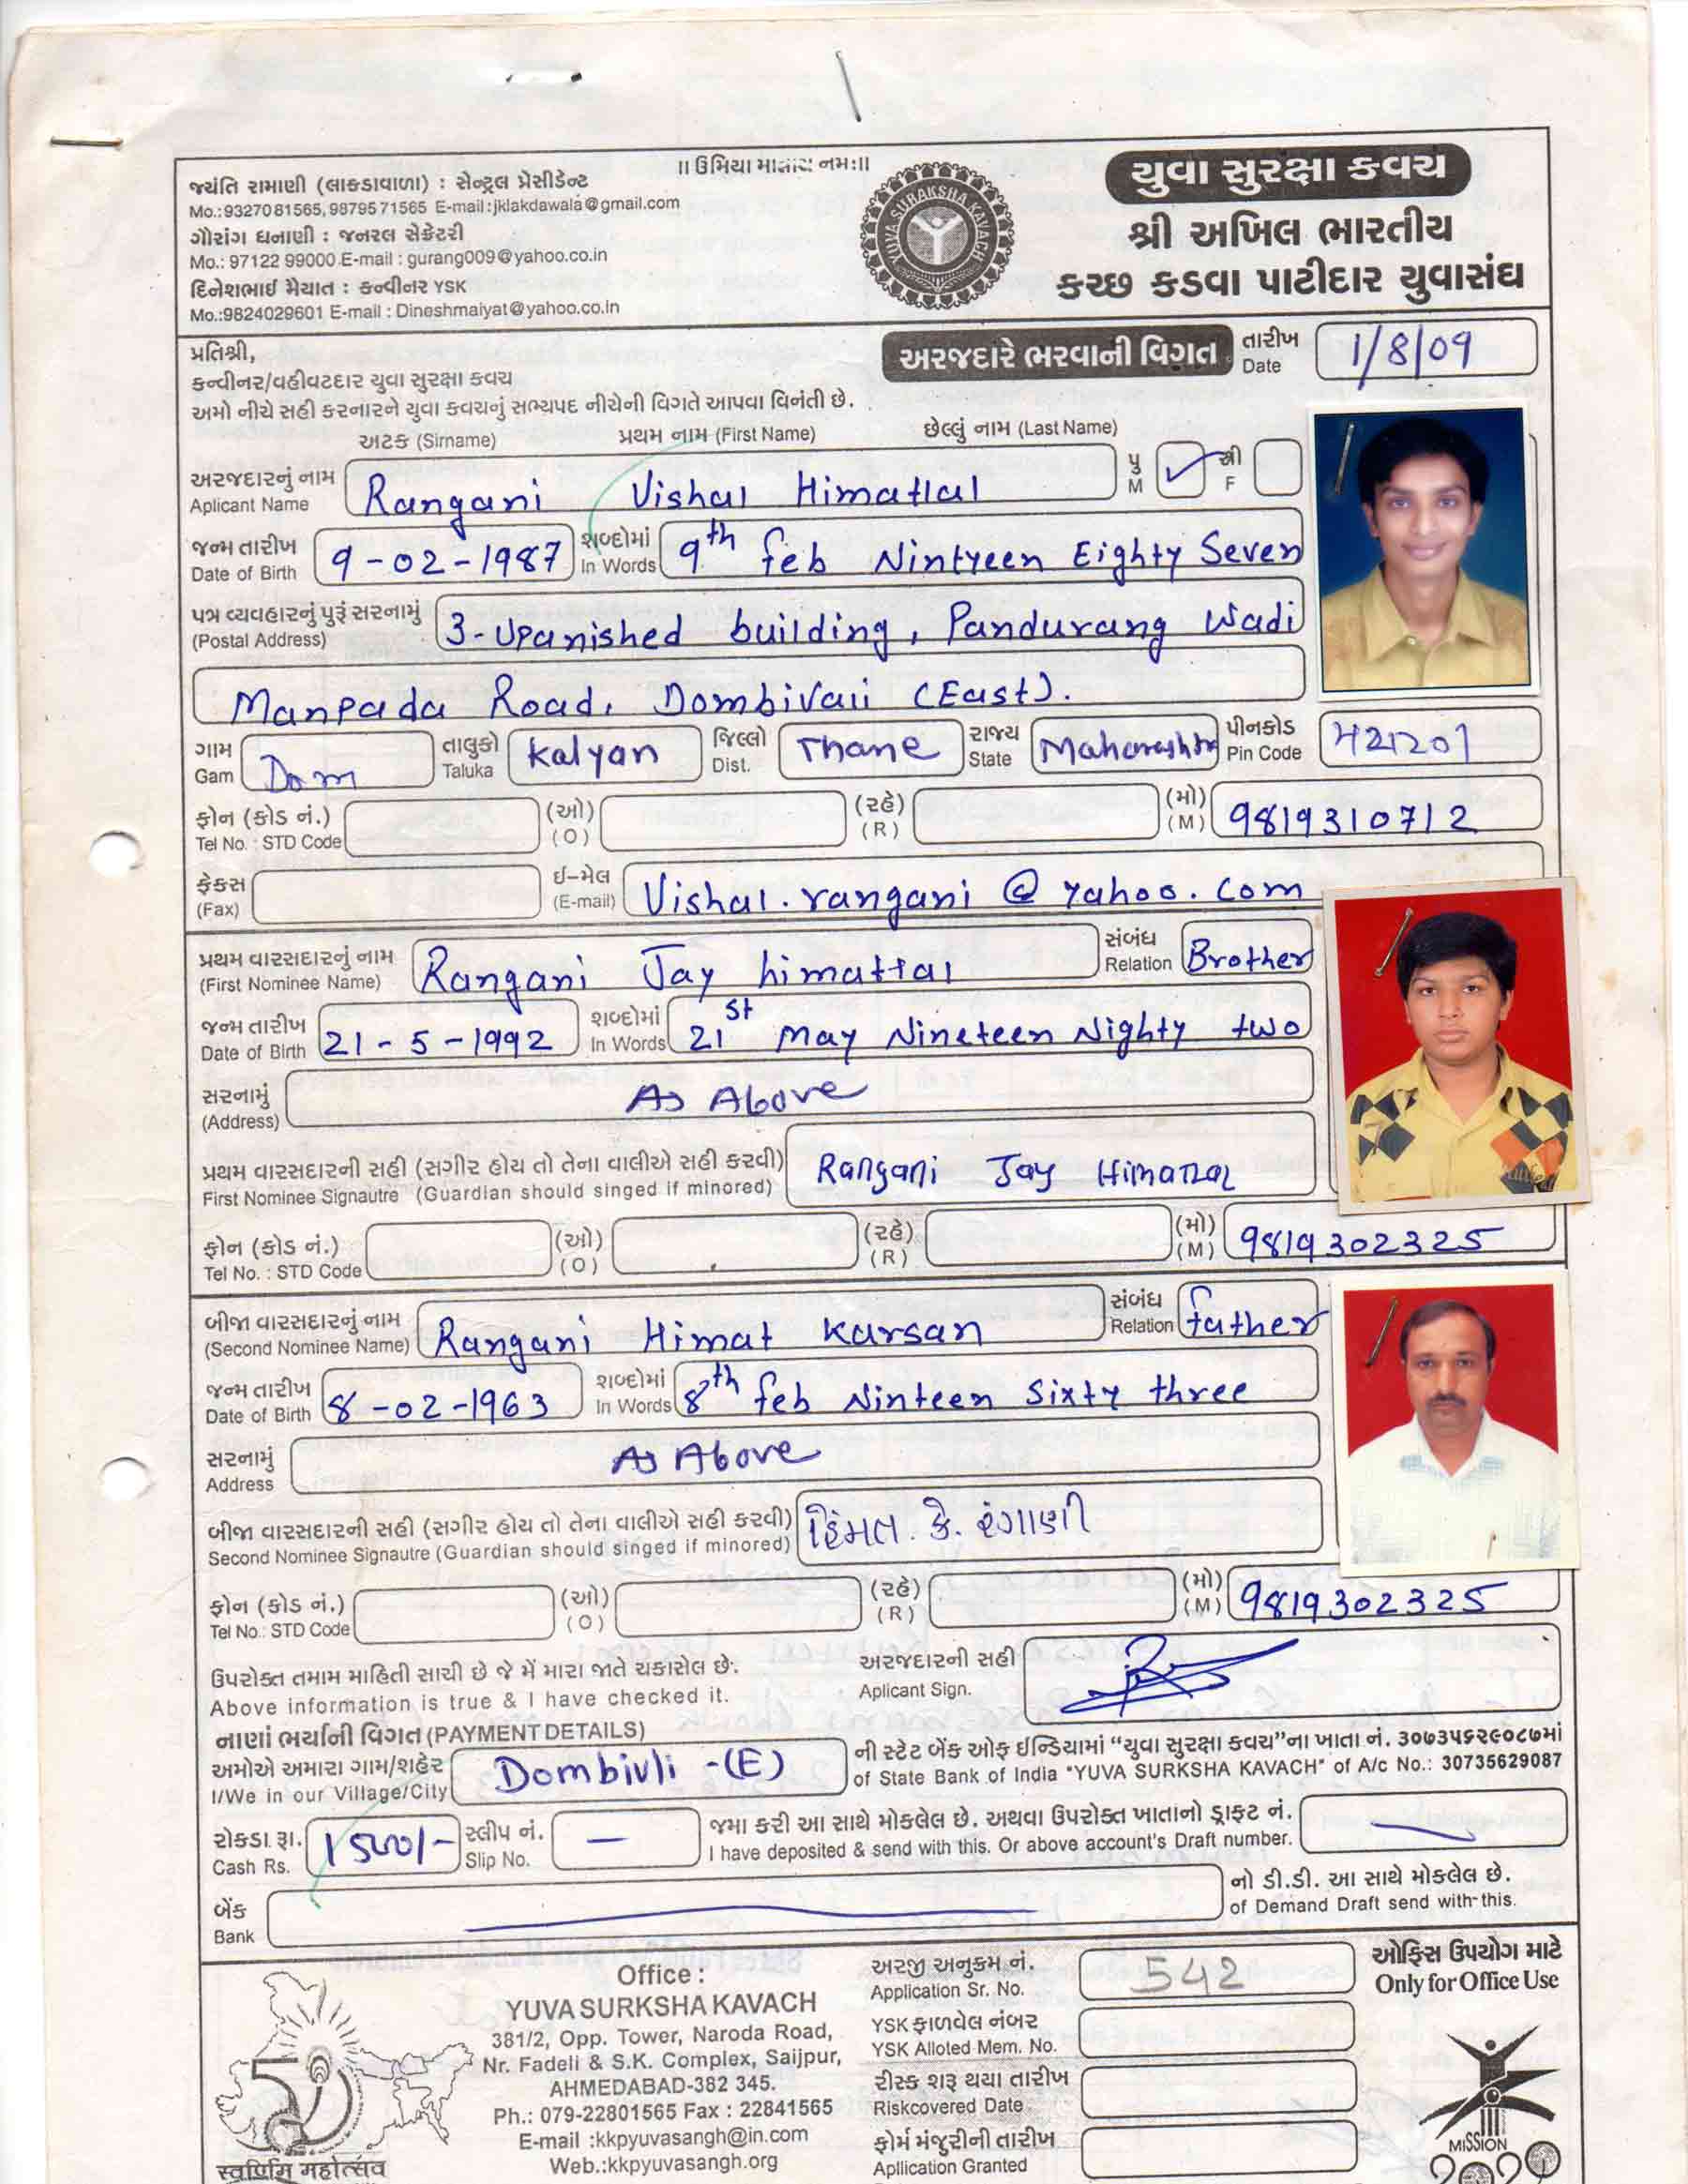 ॥ ઉમિયા માતાય નમઃ॥
જયંતિ રામાણી (લાકડાવાળા) : સેન્ટ્રલ પ્રેસીડેન્ટ
Mo.:9327081565,9879571565 E-mail:jklakdawala@gmail.com
ગૌરાંગ ધનાણી : જનરલ સેક્રેટરી
Mo.: 97122 99000 E-mail : gurang009@yahoo.co.in
દિનેશભાઈ મૈયાત : કન્વીનર YSK
Mo.:9824029601 E-mail : Dineshmaiyat@yahoo.co.in
YUVA SURAKSHA KAVACH
યુવા સુરક્ષા કવચ
શ્રી અખિલ ભારતીય
કચ્છ કડવા પાટીદાર યુવાસંઘ
પ્રતિશ્રી,
અરજદારે ભરવાની વિગત તારીખ Date 1/8/09
કન્વીનર/વહીવટદાર યુવા સુરક્ષા કવચ
અમો નીચે સહી કરનારને યુવા કવચનું સભ્યપદ નીચેની વિગતે આપવા વિનંતી છે.
અટક (Sirname) પ્રથમ નામ (First Name) છેલ્લું નામ (Last Name)
અરજદારનું નામ Aplicant Name Rangani Vishal Himatlal પુ M ✓ સ્ત્રી F
જન્મ તારીખ Date of Birth 9-02-1987 શબ્દોમાં In Words 9th feb Nintyeen Eighty Seven
પત્ર વ્યવહારનું પુરૂં સરનામું (Postal Address) 3-Upanished building, Pandurang Wadi
Manpada Road, Dombivali (East).
ગામ Gam Dom તાલુકો Taluka Kalyan જિલ્લો Dist. Thane રાજ્ય State Maharashtra પીનકોડ Pin Code 421201
ફોન (કોડ નં.) Tel No. : STD Code (ઓ) (O) (રહે) (R) (મો) (M) 9819310712
ફેકસ (Fax) ઈ-મેલ (E-mail) Vishal.rangani@yahoo.com
પ્રથમ વારસદારનું નામ (First Nominee Name) Rangani Jay himatlal સંબંધ Relation Brother
જન્મ તારીખ Date of Birth 21-5-1992 શબ્દોમાં In Words 21st may Nineteen Nighty two
સરનામું (Address) As Above
પ્રથમ વારસદારની સહી (સગીર હોય તો તેના વાલીએ સહી કરવી) Rangani Jay Himatlal
First Nominee Signautre (Guardian should singed if minored)
ફોન (કોડ નં.) Tel No. : STD Code (ઓ) (O) (રહે) (R) (મો) (M) 9819302325
બીજા વારસદારનું નામ (Second Nominee Name) Rangani Himat Karsan સંબંધ Relation father
જન્મ તારીખ Date of Birth 8-02-1963 શબ્દોમાં In Words 8th feb Ninteen Sixty three
સરનામું Address As Above
બીજા વારસદારની સહી (સગીર હોય તો તેના વાલીએ સહી કરવી) હિંમત. કે. રંગાણી
Second Nominee Signautre (Guardian should singed if minored)
ફોન (કોડ નં.) Tel No.: STD Code (ઓ) (O) (રહે) (R) (મો) (M) 9819302325
ઉપરોક્ત તમામ માહિતી સાચી છે જે મેં મારા જાતે ચકાસેલ છે. અરજદારની સહી
Above information is true & I have checked it. Aplicant Sign.
નાણાં ભર્યાની વિગત (PAYMENT DETAILS)
અમોએ અમારા ગામ/શહેર Dombivli -(E) ની સ્ટેટ બેંક ઓફ ઈન્ડિયામાં “યુવા સુરક્ષા કવચ”ના ખાતા નં. ૩૦૭૩૫૬૨૯૦૮૭માં
I/We in our Village/City of State Bank of India "YUVA SURKSHA KAVACH" of A/c No.: 30735629087
રોકડા રૂા. Cash Rs. 1500/- સ્લીપ નં. Slip No. – જમા કરી આ સાથે મોકલેલ છે. અથવા ઉપરોક્ત ખાતાનો ડ્રાફ્ટ નં.
I have deposited & send with this. Or above account's Draft number.
બેંક Bank નો ડી.ડી. આ સાથે મોકલેલ છે.
of Demand Draft send with this.
स्वर्णिम महोत्सव
Office :
YUVA SURKSHA KAVACH
381/2, Opp. Tower, Naroda Road,
Nr. Fadeli & S.K. Complex, Saijpur,
AHMEDABAD-382 345.
Ph.: 079-22801565 Fax : 22841565
E-mail :kkpyuvasangh@in.com
Web.:kkpyuvasangh.org
અરજી અનુક્રમ નં. Application Sr. No. 542
YSK ફાળવેલ નંબર YSK Alloted Mem. No.
રીસ્ક શરૂ થયા તારીખ Riskcovered Date
ફોર્મ મંજુરીની તારીખ Apllication Granted
ઓફિસ ઉપયોગ માટે
Only for Office Use
MISSION
2020